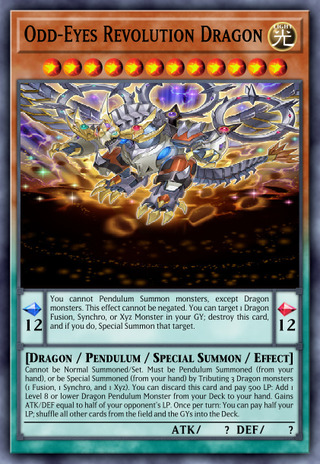 Odd-Eyes Revolution Dragon
LIGHT
光
You cannot Pendulum Summon monsters, except Dragon
monsters. This effect cannot be negated. You can target 1 Dragon
Fusion, Synchro, or Xyz Monster in your GY; destroy this card,
and if you do, Special Summon that target.
12
12
[Dragon / Pendulum / Special Summon / Effect]
Cannot be Normal Summoned/Set. Must be Pendulum Summoned (from your
hand), or be Special Summoned (from your hand) by Tributing 3 Dragon monsters
(1 Fusion, 1 Synchro, and 1 Xyz). You can discard this card and pay 500 LP: Add 1
Level 8 or lower Dragon Pendulum Monster from your Deck to your hand. Gains
ATK/DEF equal to half of your opponent's LP. Once per turn: You can pay half your
LP; shuffle all other cards from the field and the GYs into the Deck.
ATK/ ? DEF/ ?